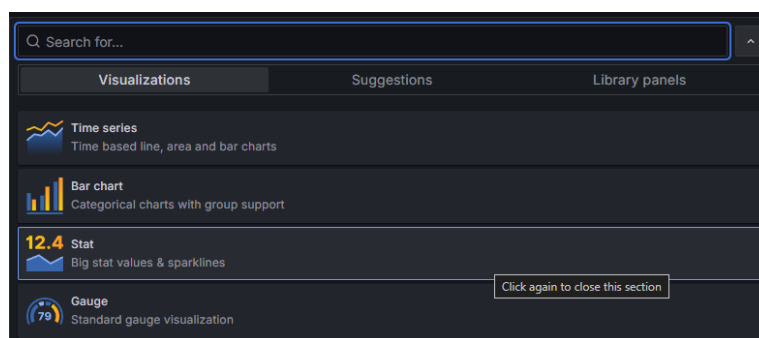 Search for...
Visualizations
Suggestions
Library panels
Time series
Time based line, area and bar charts
Bar chart
Categorical charts with group support
12.4
Stat
Big stat values & sparklines
Click again to close this section
79
Gauge
Standard gauge visualization